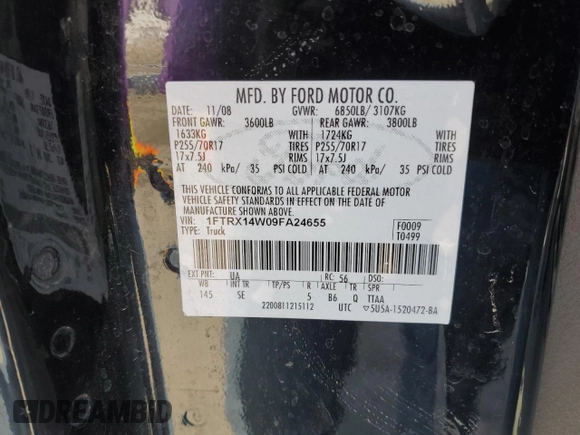 MFD. BY FORD MOTOR CO.
DATE: 11/08 GVWR: 6850LB/ 3107KG
FRONT GAWR: 3600LB REAR GAWR: 3800LB
1633KG WITH 1724KG WITH
P255/70R17 TIRES P255/70R17 TIRES
17x7.5J RIMS 17x7.5J RIMS
AT 240 kPa/ 35 PSI COLD AT 240 kPa/ 35 PSI COLD
THIS VEHICLE CONFORMS TO ALL APPLICABLE FEDERAL MOTOR
VEHICLE SAFETY STANDARDS IN EFFECT ON THE DATE OF
MANUFACTURE SHOWN ABOVE.
VIN: 1FTRX14W09FA24655 F0009
TYPE: Truck T0499
EXT PNT: UA RC: 56 DSO:
WB INT TR TP/PS R AXLE TR SPR
145 SE 5 B6 Q TTAA
2200811215112 UTC ▽5U5A-1520472-BA
DREAMBID